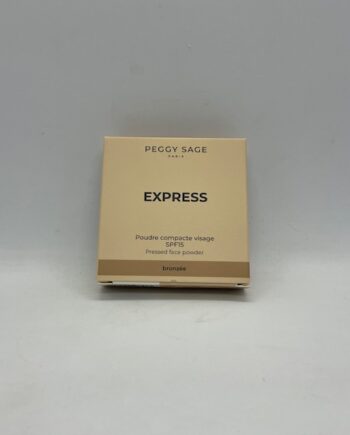 PEGGY SAGE
PARIS
EXPRESS
Poudre compacte visage
SPF15
Pressed face powder
bronzée